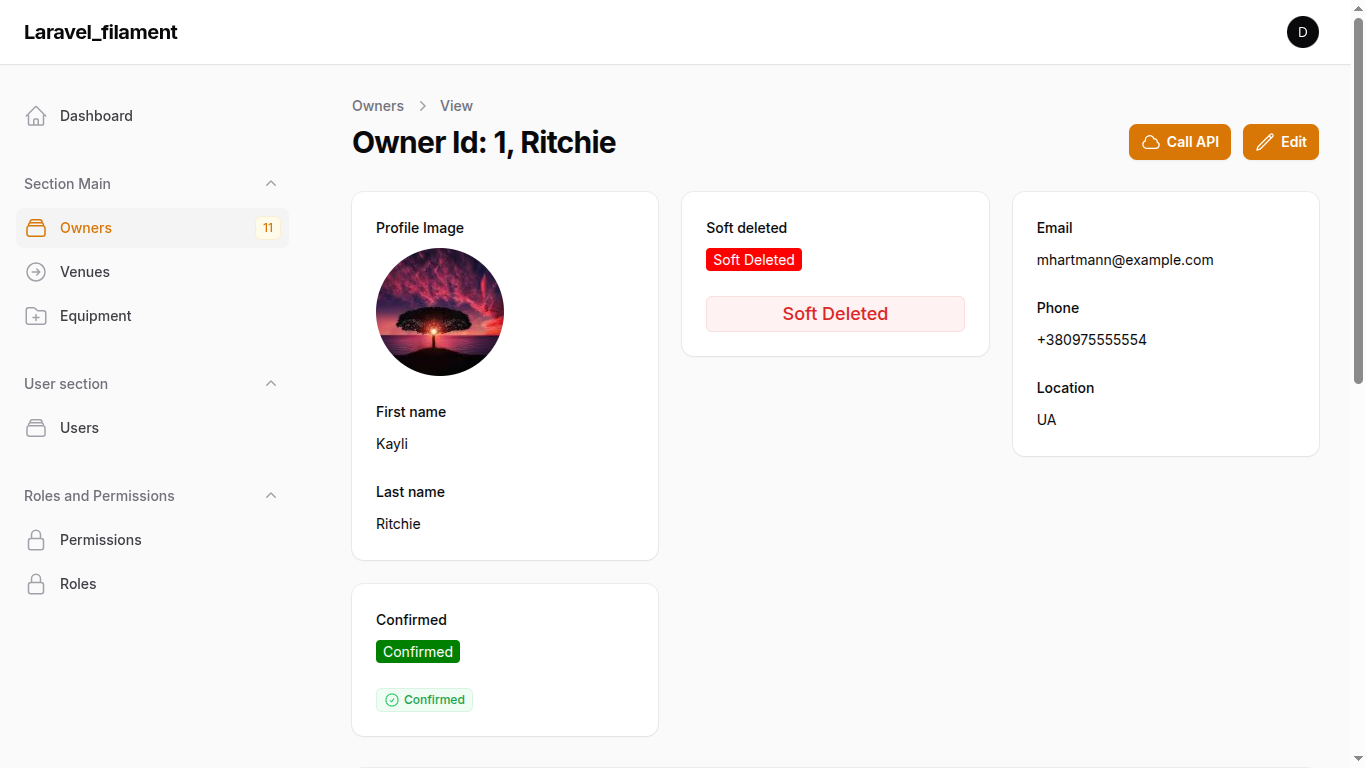 Laravel_filament
D
Dashboard
Section Main
Owners
11
Venues
Equipment
User section
Users
Roles and Permissions
Permissions
Roles
Owners
View
Owner Id: 1, Ritchie
Call API
Edit
Profile Image
First name
Kayli
Last name
Ritchie
Confirmed
Confirmed
Confirmed
Soft deleted
Soft Deleted
Soft Deleted
Email
mhartmann@example.com
Phone
+380975555554
Location
UA